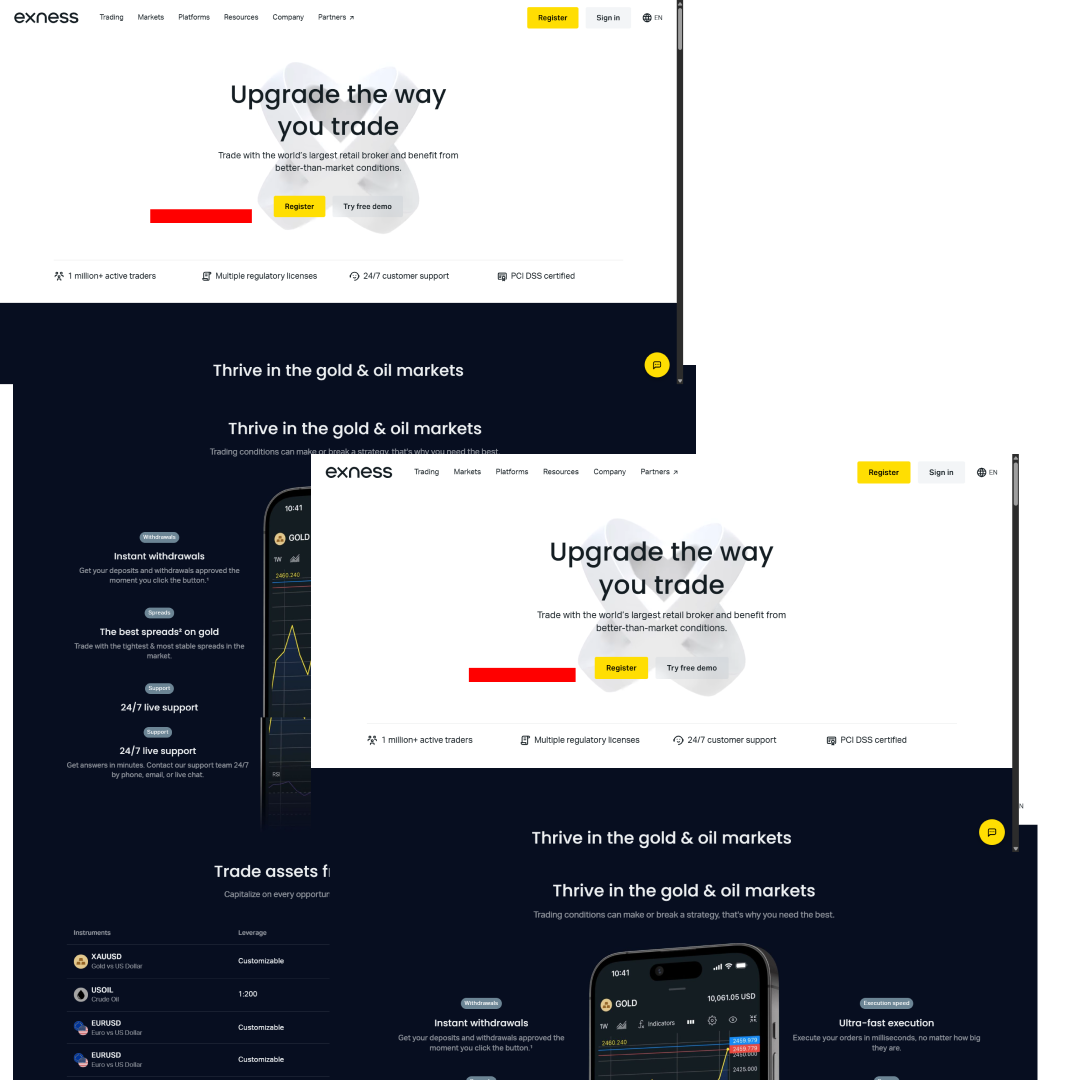 exness
Trading Markets Platforms Resources Company Partners ↗
Register
Sign in
EN
Upgrade the way
you trade
Trade with the world's largest retail broker and benefit from
better-than-market conditions.
Register
Try free demo
1 million+ active traders
Multiple regulatory licenses
24/7 customer support
PCI DSS certified
Thrive in the gold & oil markets
Thrive in the gold & oil markets
Trading conditions can make or break a strategy, that's why you need the best.
10:41
GOLD
1W
2460.240
Withdrawals
Instant withdrawals
Get your deposits and withdrawals approved the
moment you click the button.¹
Spreads
The best spreads² on gold
Trade with the tightest & most stable spreads in the
market.
Support
24/7 live support
Support
24/7 live support
Get answers in minutes. Contact our support team 24/7
by phone, email, or live chat.
RSI
Trade assets f
Capitalize on every opportun
Instruments
Leverage
XAUUSD
Gold vs US Dollar
Customizable
USOIL
Crude Oil
1:200
EURUSD
Euro vs US Dollar
Customizable
EURUSD
Euro vs US Dollar
Customizable
exness
Trading Markets Platforms Resources Company Partners ↗
Register
Sign in
EN
Upgrade the way
you trade
Trade with the world's largest retail broker and benefit from
better-than-market conditions.
Register
Try free demo
1 million+ active traders
Multiple regulatory licenses
24/7 customer support
PCI DSS certified
N
Thrive in the gold & oil markets
Thrive in the gold & oil markets
Trading conditions can make or break a strategy, that's why you need the best.
10:41
GOLD
10,061.05 USD
1W
Indicators
2460.240
2459.979
2459.779
2450.000
2425.000
Withdrawals
Instant withdrawals
Get your deposits and withdrawals approved the
moment you click the button.¹
Execution speed
Ultra-fast execution
Execute your orders in milliseconds, no matter how big
they are.